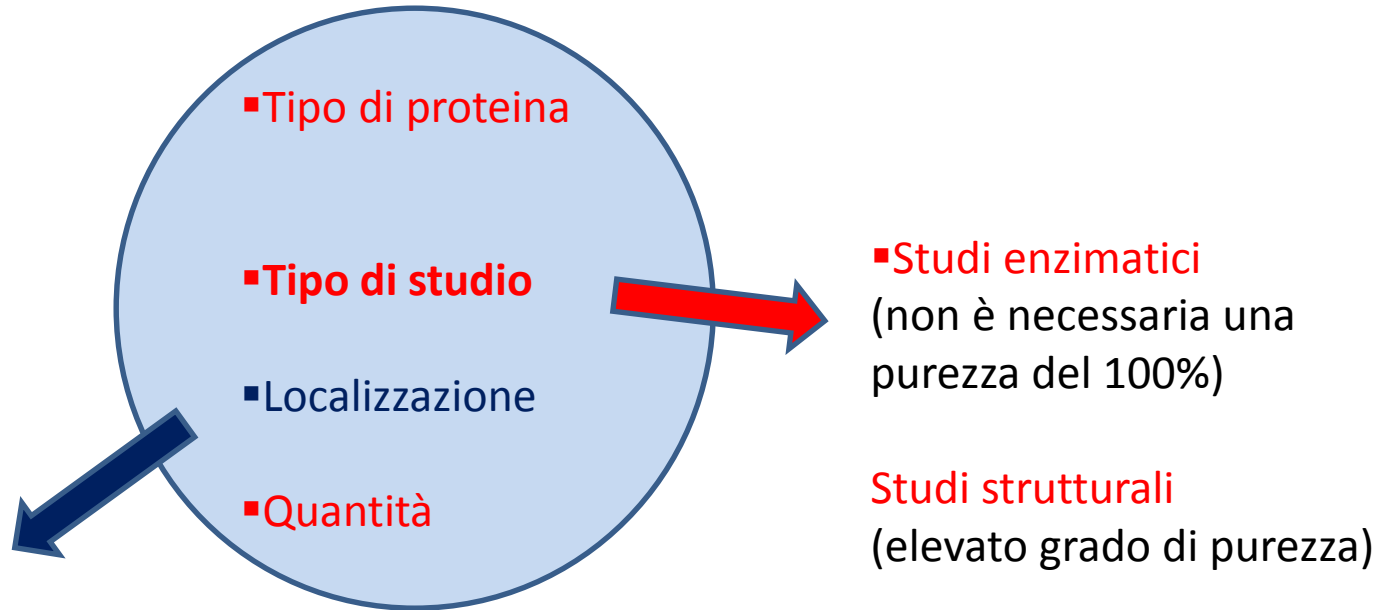 ▪Tipo di proteina
▪Tipo di studio
▪Localizzazione
▪Quantità
▪Studi enzimatici
(non è necessaria una
purezza del 100%)
Studi strutturali
(elevato grado di purezza)